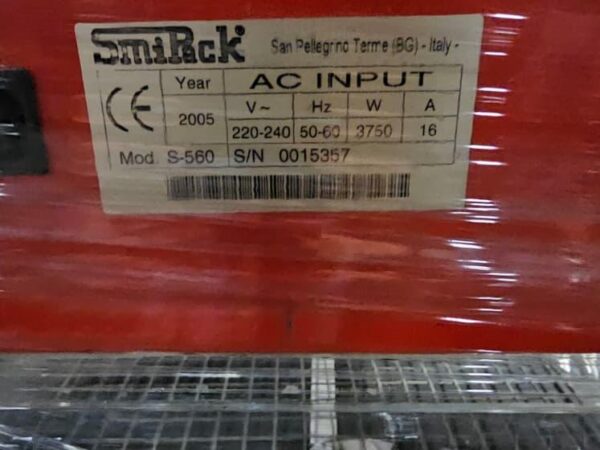 SmiPack San Pellegrino Terme (BG) - Italy -
CE Year AC INPUT
2005 V~ Hz W A
220-240 50-60 3750 16
Mod. S-560 S/N 0015357